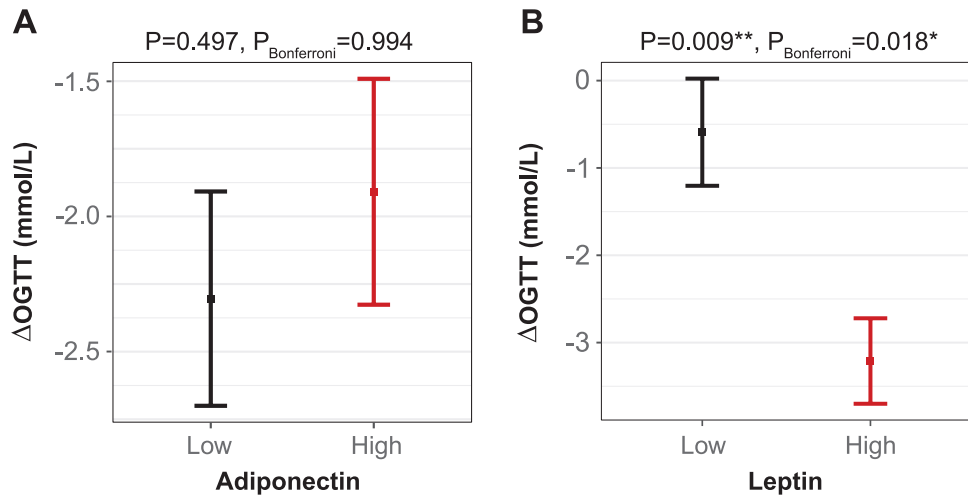 A
P=0.497, PBonferroni=0.994
ΔOGTT (mmol/L)
-1.5
-2.0
-2.5
Low
High
Adiponectin
B
P=0.009**, PBonferroni=0.018*
ΔOGTT (mmol/L)
0
-1
-2
-3
Low
High
Leptin